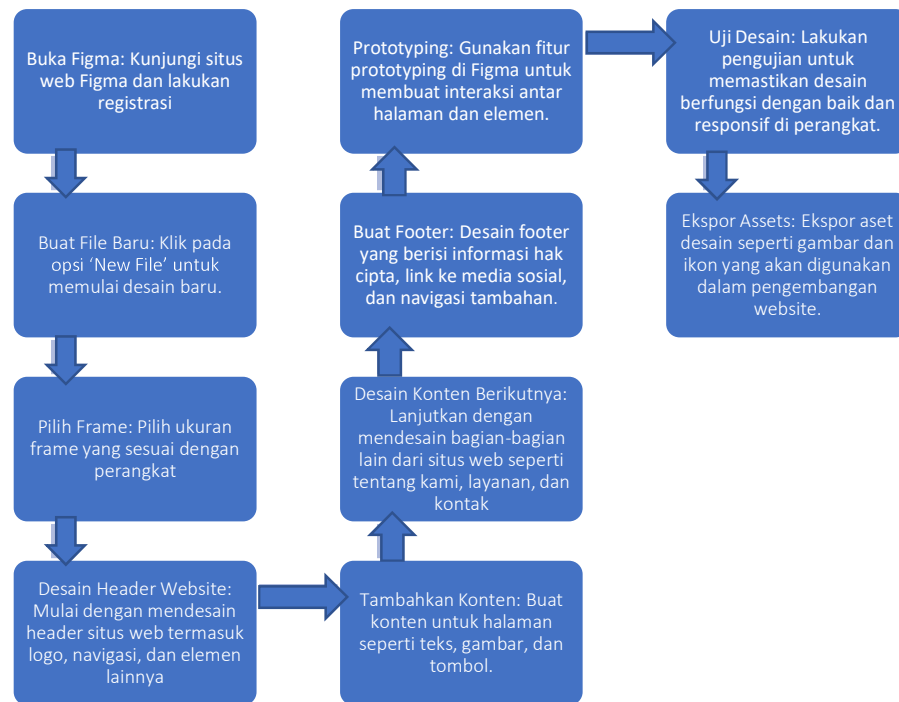 Buka Figma: Kunjungi situs
web Figma dan lakukan
registrasi
Buat File Baru: Klik pada
opsi ‘New File’ untuk
memulai desain baru.
Pilih Frame: Pilih ukuran
frame yang sesuai dengan
perangkat
Desain Header Website:
Mulai dengan mendesain
header situs web termasuk
logo, navigasi, dan elemen
lainnya
Tambahkan Konten: Buat
konten untuk halaman
seperti teks, gambar, dan
tombol.
Desain Konten Berikutnya:
Lanjutkan dengan
mendesain bagian-bagian
lain dari situs web seperti
tentang kami, layanan, dan
kontak
Buat Footer: Desain footer
yang berisi informasi hak
cipta, link ke media sosial,
dan navigasi tambahan.
Prototyping: Gunakan fitur
prototyping di Figma untuk
membuat interaksi antar
halaman dan elemen.
Uji Desain: Lakukan
pengujian untuk
memastikan desain
berfungsi dengan baik dan
responsif di perangkat.
Ekspor Assets: Ekspor aset
desain seperti gambar dan
ikon yang akan digunakan
dalam pengembangan
website.